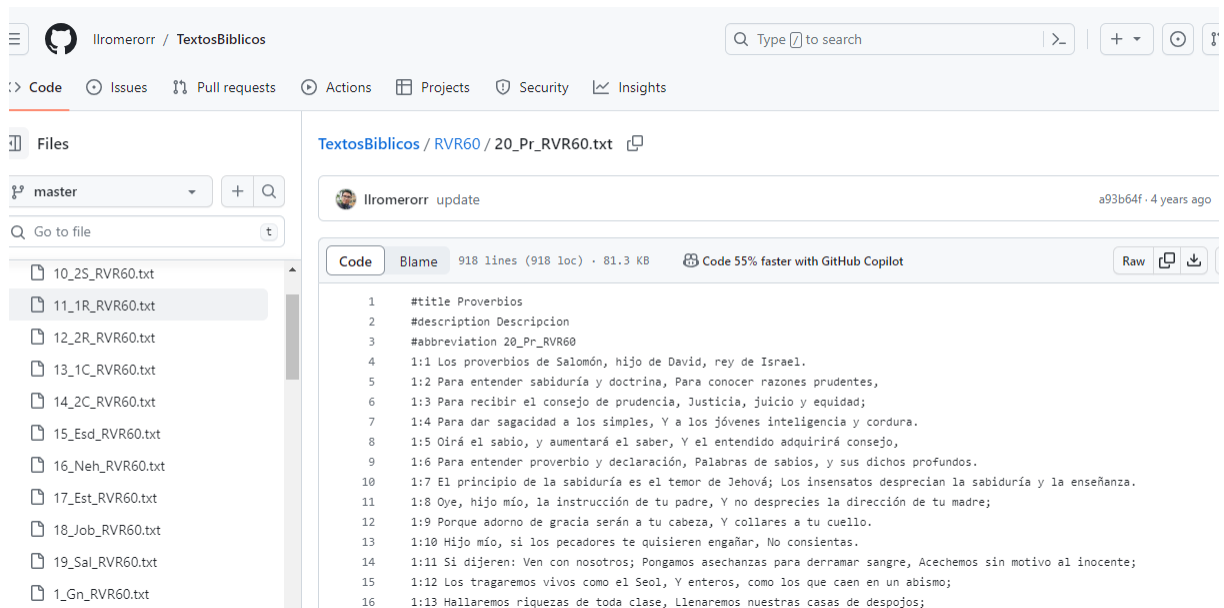 llromerorr / TextosBiblicos
Type / to search
Code Issues Pull requests Actions Projects Security Insights
Files
master
Go to file
t
10_2S_RVR60.txt
11_1R_RVR60.txt
12_2R_RVR60.txt
13_1C_RVR60.txt
14_2C_RVR60.txt
15_Esd_RVR60.txt
16_Neh_RVR60.txt
17_Est_RVR60.txt
18_Job_RVR60.txt
19_Sal_RVR60.txt
1_Gn_RVR60.txt
TextosBiblicos / RVR60 / 20_Pr_RVR60.txt
llromerorr update
a93b64f · 4 years ago
Code Blame 918 lines (918 loc) · 81.3 KB Code 55% faster with GitHub Copilot
Raw
1 #title Proverbios
2 #description Descripcion
3 #abbreviation 20_Pr_RVR60
4 1:1 Los proverbios de Salomón, hijo de David, rey de Israel.
5 1:2 Para entender sabiduría y doctrina, Para conocer razones prudentes,
6 1:3 Para recibir el consejo de prudencia, Justicia, juicio y equidad;
7 1:4 Para dar sagacidad a los simples, Y a los jóvenes inteligencia y cordura.
8 1:5 Oirá el sabio, y aumentará el saber, Y el entendido adquirirá consejo,
9 1:6 Para entender proverbio y declaración, Palabras de sabios, y sus dichos profundos.
10 1:7 El principio de la sabiduría es el temor de Jehová; Los insensatos desprecian la sabiduría y la enseñanza.
11 1:8 Oye, hijo mío, la instrucción de tu padre, Y no desprecies la dirección de tu madre;
12 1:9 Porque adorno de gracia serán a tu cabeza, Y collares a tu cuello.
13 1:10 Hijo mío, si los pecadores te quisieren engañar, No consientas.
14 1:11 Si dijeren: Ven con nosotros; Pongamos asechanzas para derramar sangre, Acechemos sin motivo al inocente;
15 1:12 Los tragaremos vivos como el Seol, Y enteros, como los que caen en un abismo;
16 1:13 Hallaremos riquezas de toda clase, Llenaremos nuestras casas de despojos;